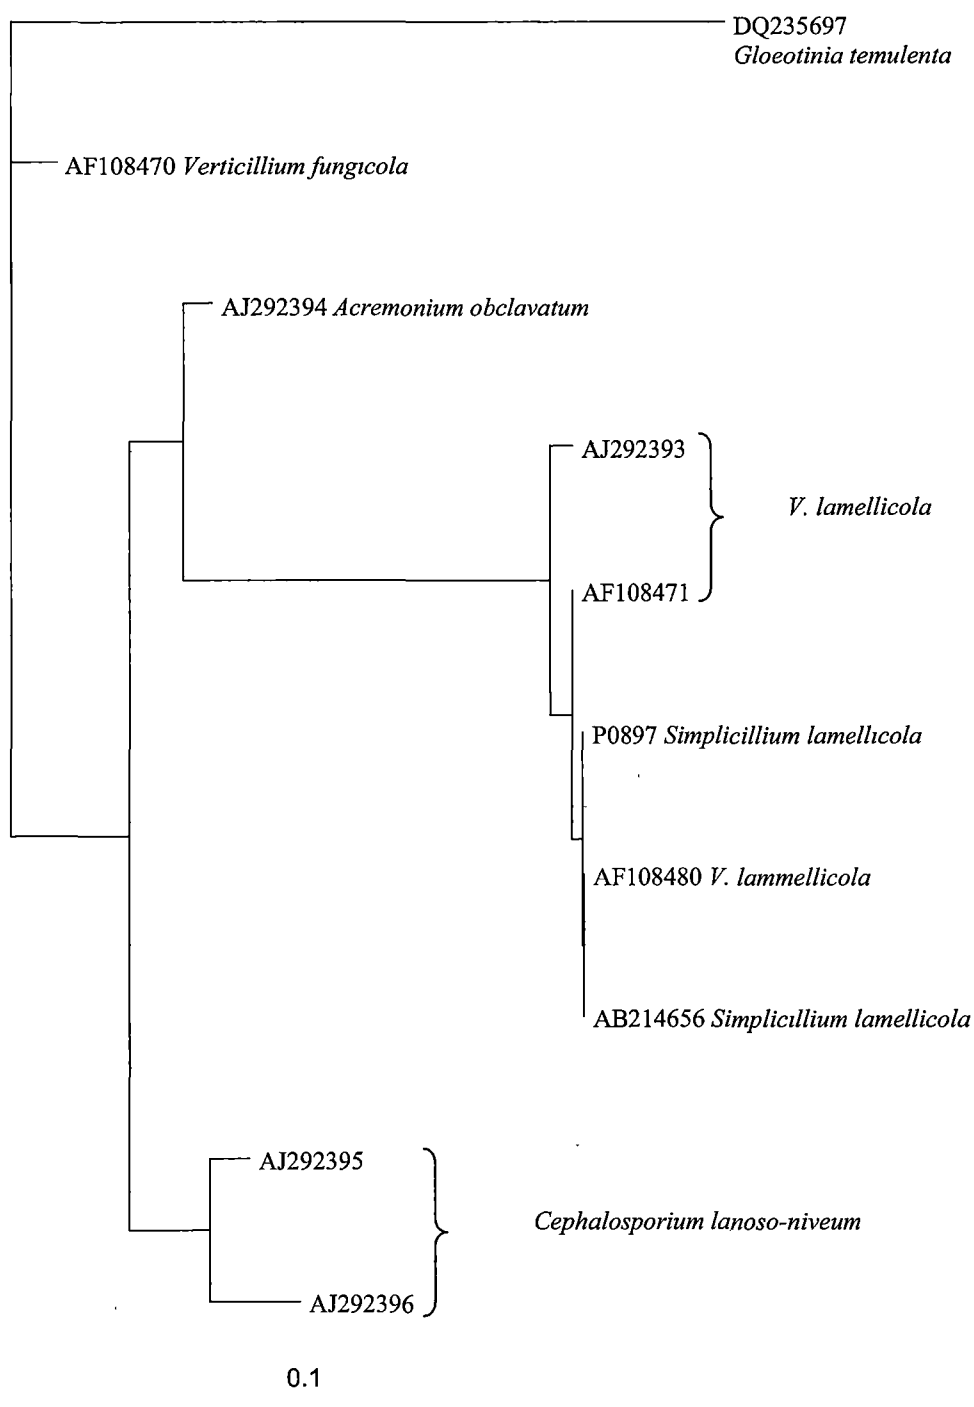 DQ235697
Gloeotinia temulenta
AF108470 Verticillium fungicola
AJ292394 Acremonium obclavatum
AJ292393
V. lamellicola
AF108471
P0897 Simplicillium lamellicola
AF108480 V. lammellicola
AB214656 Simplicillium lamellicola
AJ292395
Cephalosporium lanoso-niveum
AJ292396
0.1